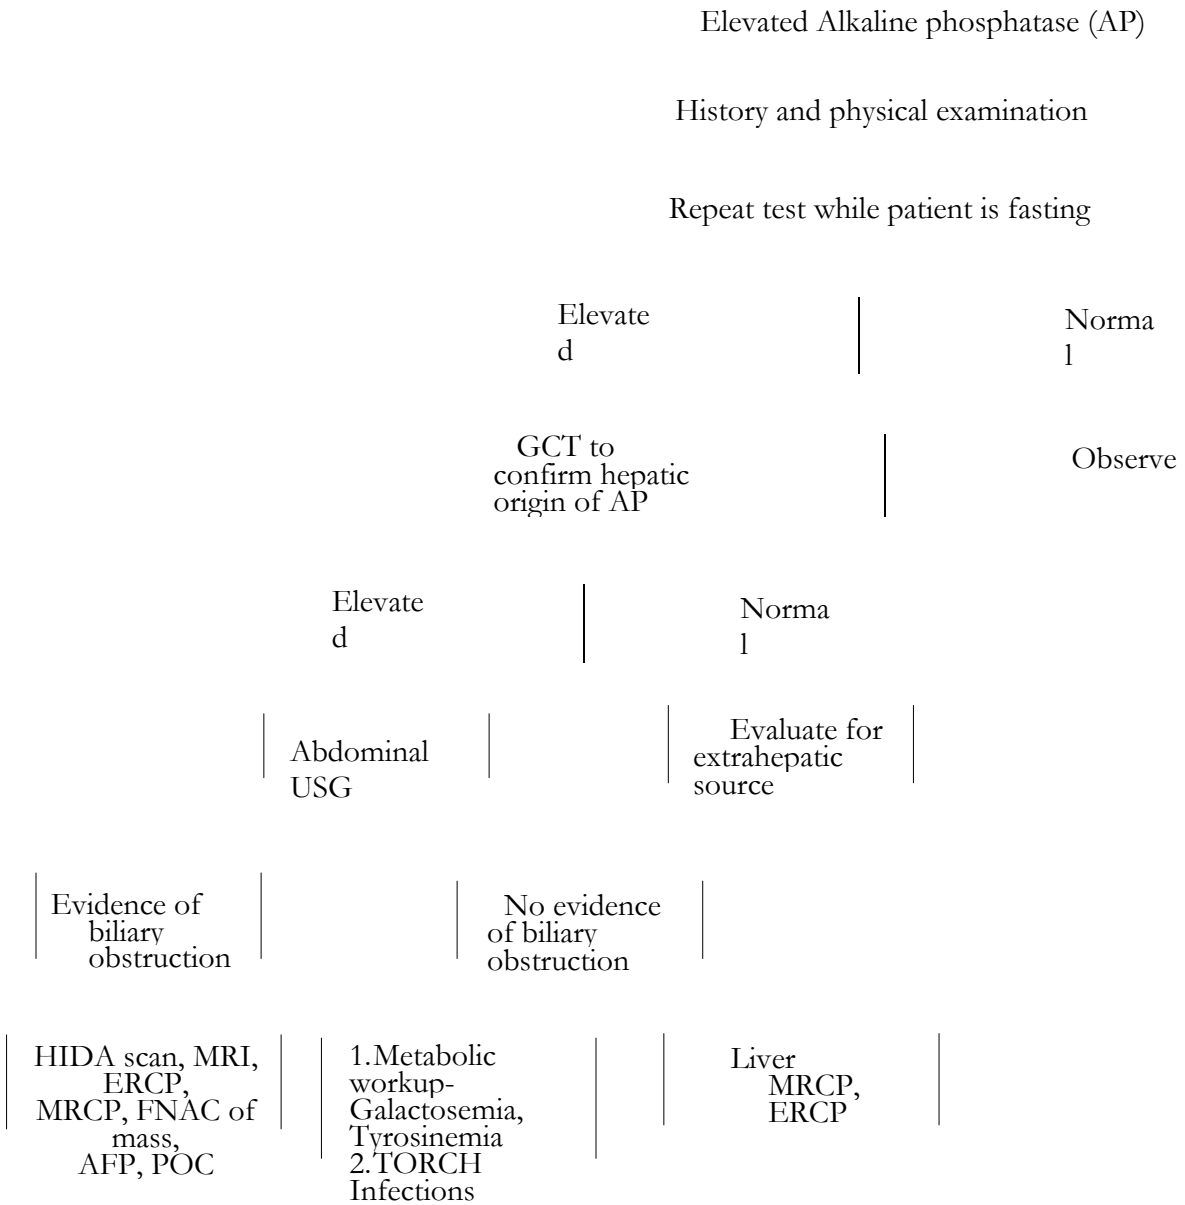 Elevated Alkaline phosphatase (AP)
History and physical examination
Repeat test while patient is fasting
Elevate
d
Norma
l
GCT to
confirm hepatic
origin of AP
Observe
Elevate
d
Norma
l
Abdominal
USG
Evaluate for
extrahepatic
source
Evidence of
biliary
obstruction
No evidence
of biliary
obstruction
HIDA scan, MRI,
ERCP,
MRCP, FNAC of
mass,
AFP, POC
1.Metabolic
workup-
Galactosemia,
Tyrosinemia
2.TORCH
Infections
Liver
MRCP,
ERCP